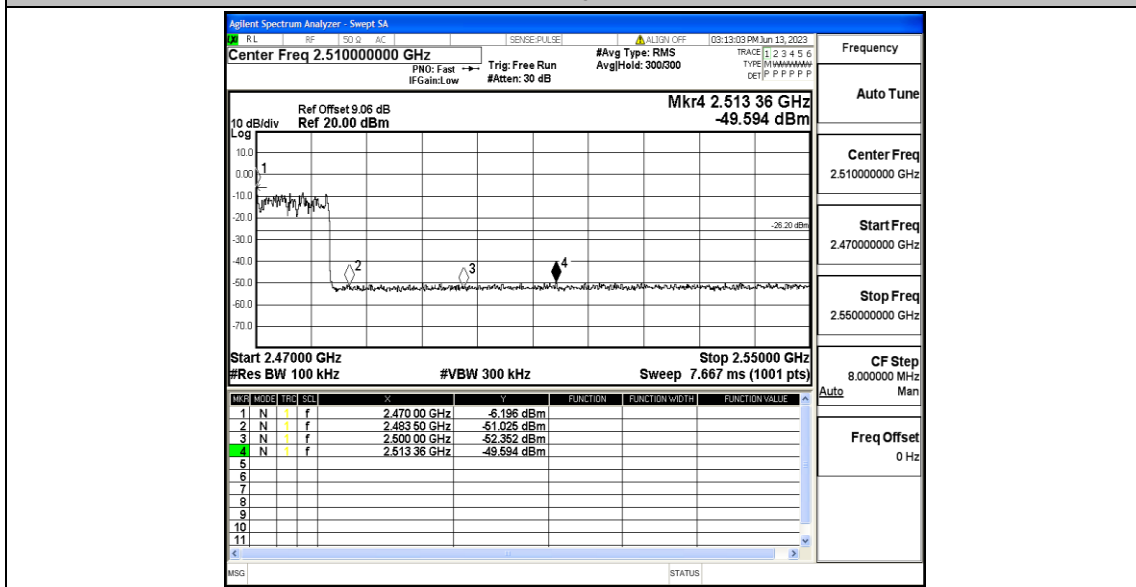 Agilent Spectrum Analyzer - Swept SA
RL RF 50 Ω AC SENSE:PULSE ALIGN OFF 03:13:03 PM Jun 13, 2023
Center Freq 2.510000000 GHz
PNO: Fast
IFGain:Low
Trig: Free Run
#Atten: 30 dB
#Avg Type: RMS
Avg|Hold: 300/300
TRACE 1 2 3 4 5 6
TYPE M W W W W W
DET P P P P P P
Ref Offset 9.06 dB
10 dB/div Ref 20.00 dBm
Log
Mkr4 2.513 36 GHz
-49.594 dBm
10.0
0.00
-10.0
-20.0
-30.0
-40.0
-50.0
-60.0
-70.0
1
2
3
4
-26.20 dBm
Start 2.47000 GHz Stop 2.55000 GHz
#Res BW 100 kHz #VBW 300 kHz Sweep 7.667 ms (1001 pts)
MKR MODE TRC SCL X Y FUNCTION FUNCTION WIDTH FUNCTION VALUE
1 N 1 f 2.470 00 GHz -6.196 dBm
2 N 1 f 2.483 50 GHz -51.025 dBm
3 N 1 f 2.500 00 GHz -52.352 dBm
4 N 1 f 2.513 36 GHz -49.594 dBm
5
6
7
8
9
10
11
MSG STATUS
Frequency
Auto Tune
Center Freq
2.510000000 GHz
Start Freq
2.470000000 GHz
Stop Freq
2.550000000 GHz
CF Step
8.000000 MHz
Auto Man
Freq Offset
0 Hz